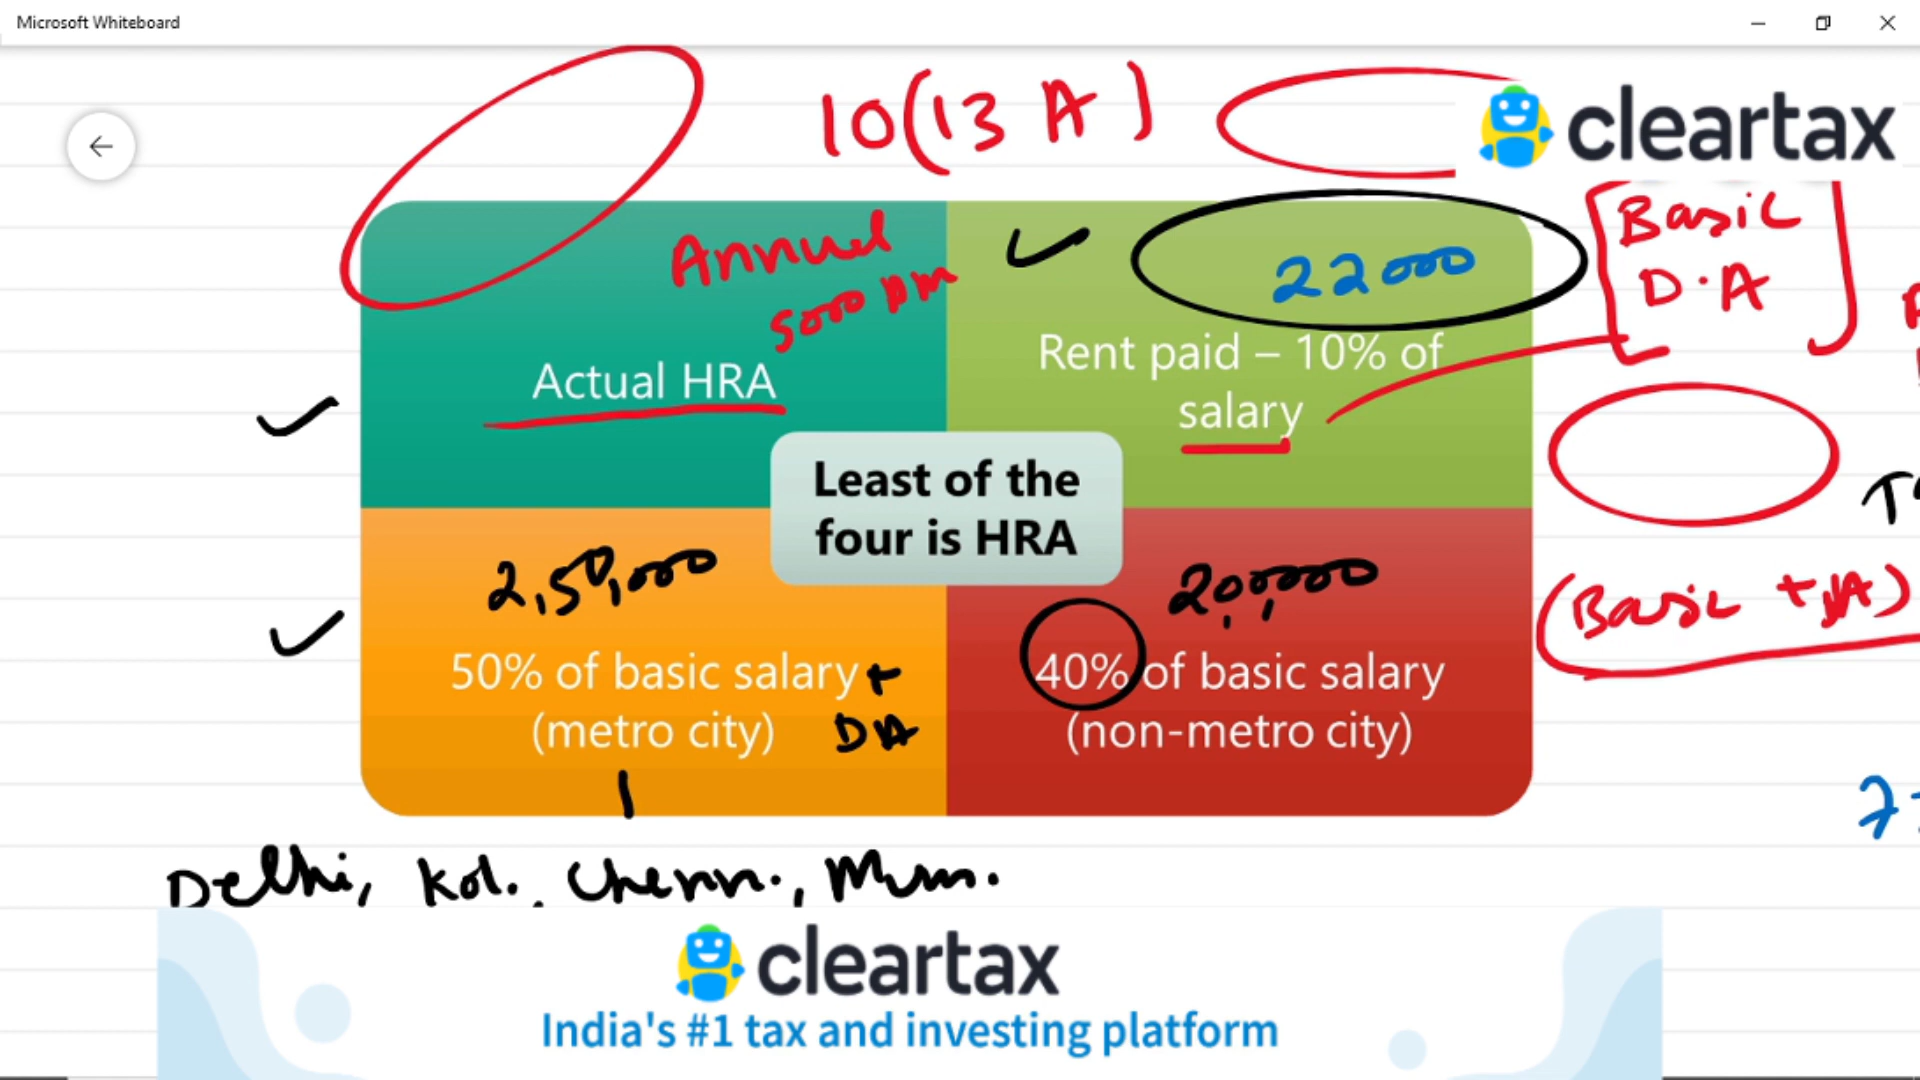 Microsoft Whiteboard
10(13 A)
cleartax
Basic
D.A
Annual
5000 pm
22000
Actual HRA
Rent paid – 10% of
salary
Least of the
four is HRA
2,50,000
20,0000
(Basic + DA)
50% of basic salary +
(metro city) DA
40% of basic salary
(non-metro city)
Delhi, Kol., Chenn., Mum.
cleartax
India's #1 tax and investing platform